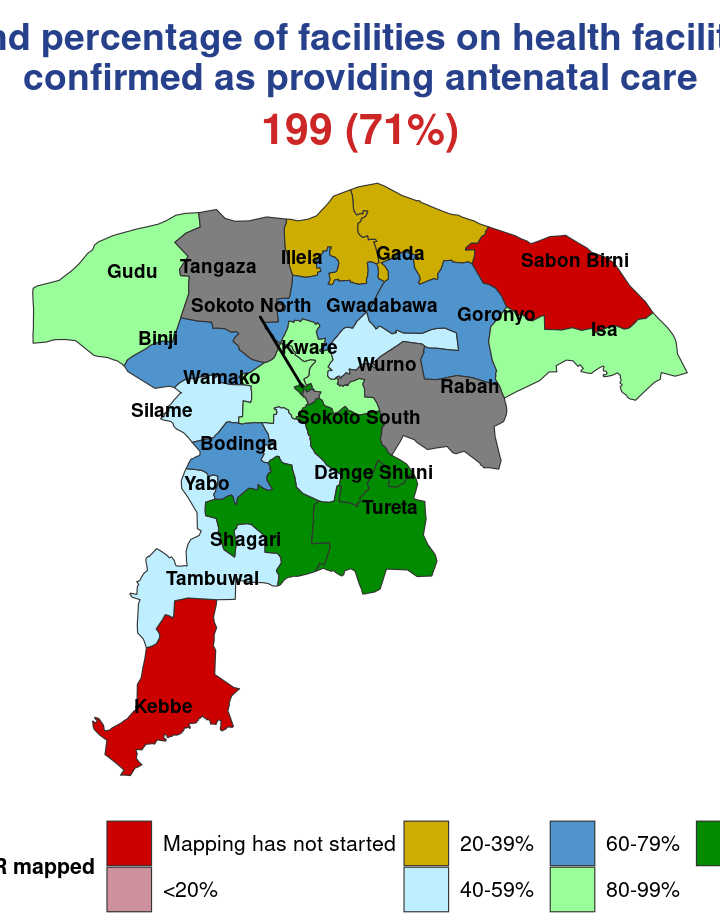 nd percentage of facilities on health facilit
confirmed as providing antenatal care
199 (71%)
Gudu
Tangaza
Illela
Gada
Sabon Birni
Sokoto North
Gwadabawa
Goronyo
Isa
Binji
Kware
Wurno
Wamako
Rabah
Silame
Sokoto South
Bodinga
Dange Shuni
Yabo
Tureta
Shagari
Tambuwal
Kebbe
R mapped
Mapping has not started
20-39%
60-79%
<20%
40-59%
80-99%